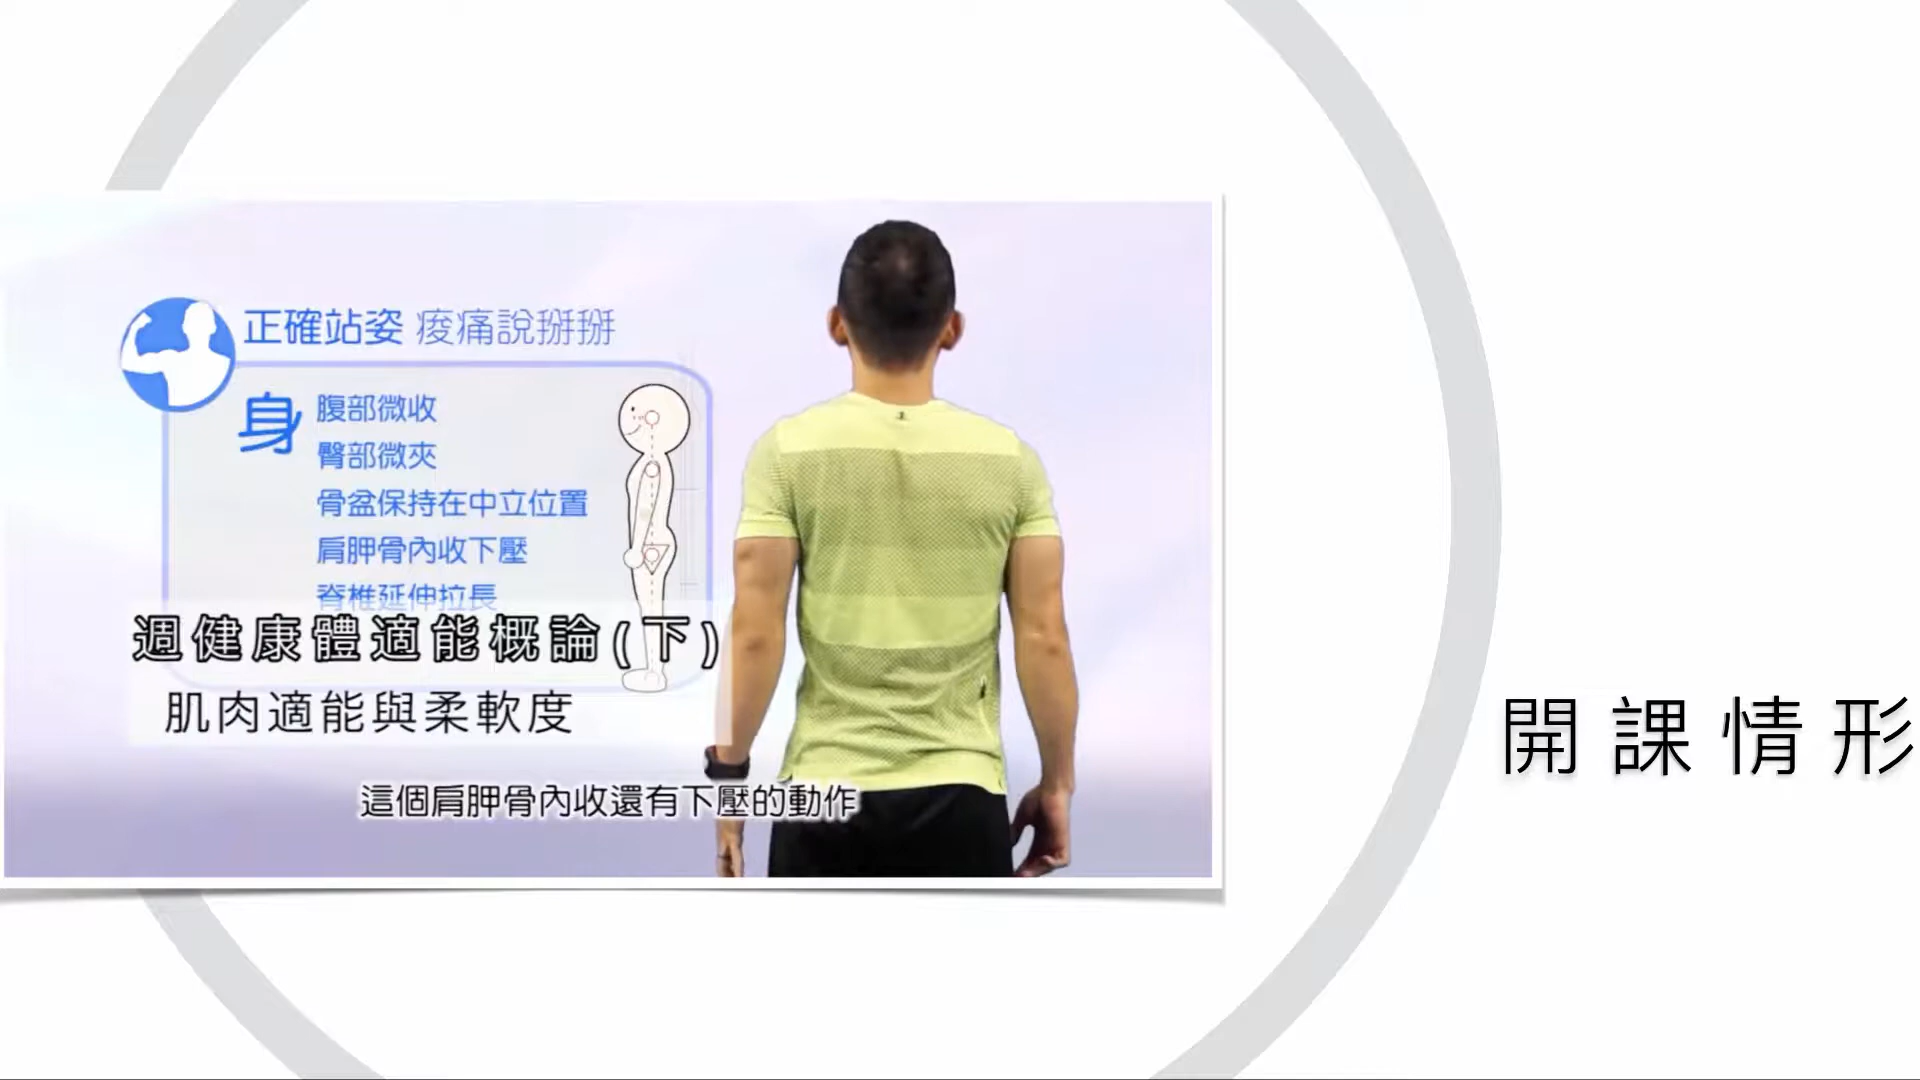 正確站姿 痠痛說掰掰
身
腹部微收
臀部微夾
骨盆保持在中立位置
肩胛骨內收下壓
脊椎延伸拉長
週健康體適能概論(下)
肌肉適能與柔軟度
這個肩胛骨內收還有下壓的動作
開課情形